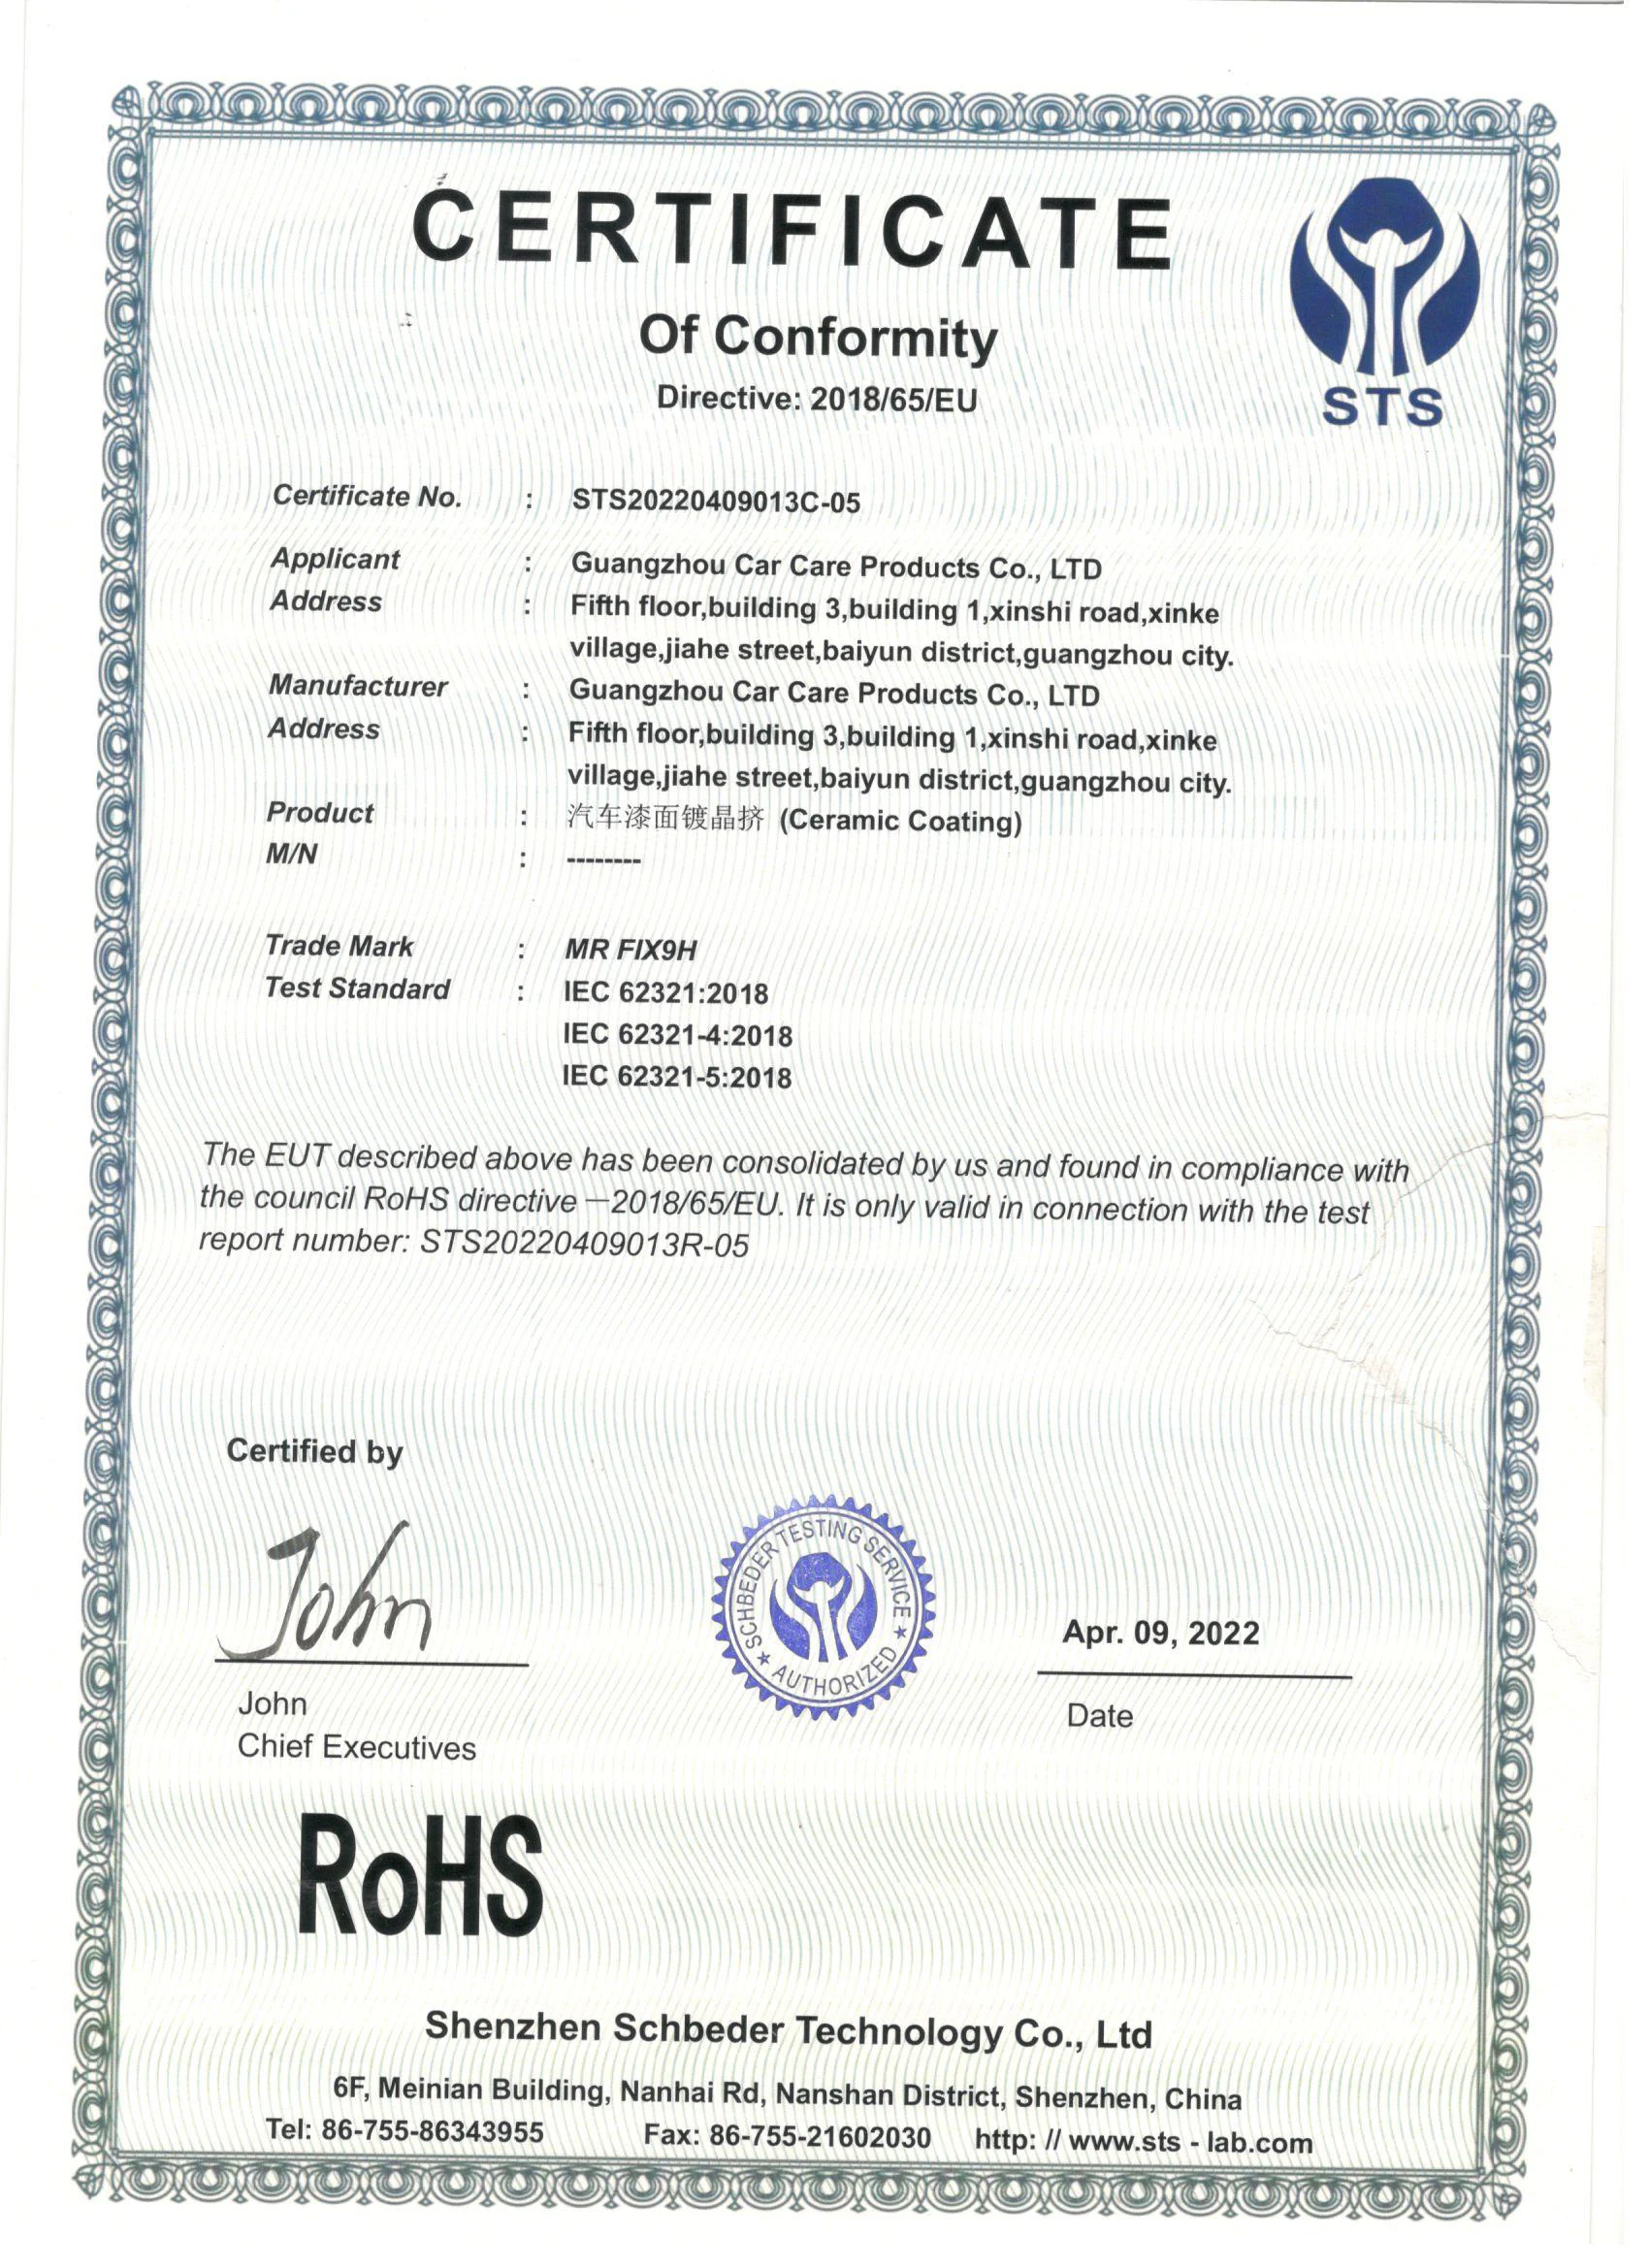 CERTIFICATE
Of Conformity
Directive: 2018/65/EU
STS
Certificate No. : STS20220409013C-05
Applicant : Guangzhou Car Care Products Co., LTD
Address : Fifth floor,building 3,building 1,xinshi road,xinke
village,jiahe street,baiyun district,guangzhou city.
Manufacturer : Guangzhou Car Care Products Co., LTD
Address : Fifth floor,building 3,building 1,xinshi road,xinke
village,jiahe street,baiyun district,guangzhou city.
Product : 汽车漆面镀晶挤 (Ceramic Coating)
M/N : --------
Trade Mark : MR FIX9H
Test Standard : IEC 62321:2018
IEC 62321-4:2018
IEC 62321-5:2018
The EUT described above has been consolidated by us and found in compliance with
the council RoHS directive —2018/65/EU. It is only valid in connection with the test
report number: STS20220409013R-05
Certified by
John
SCHBEDER TESTING SERVICE
★ AUTHORIZED ★
Apr. 09, 2022
John
Chief Executives
Date
RoHS
Shenzhen Schbeder Technology Co., Ltd
6F, Meinian Building, Nanhai Rd, Nanshan District, Shenzhen, China
Tel: 86-755-86343955 Fax: 86-755-21602030 http: // www.sts - lab.com